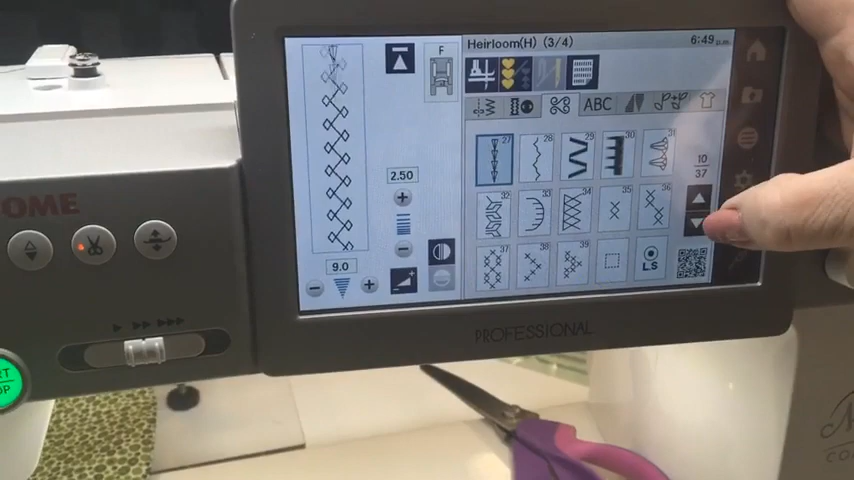 Heirloom(H) (3/4)
6:49
F
ABC
27 28 29 30 31
2.50
10
37
32 33 34 35 36
37 38 39
L.S
9.0
OME
PROFESSIONAL